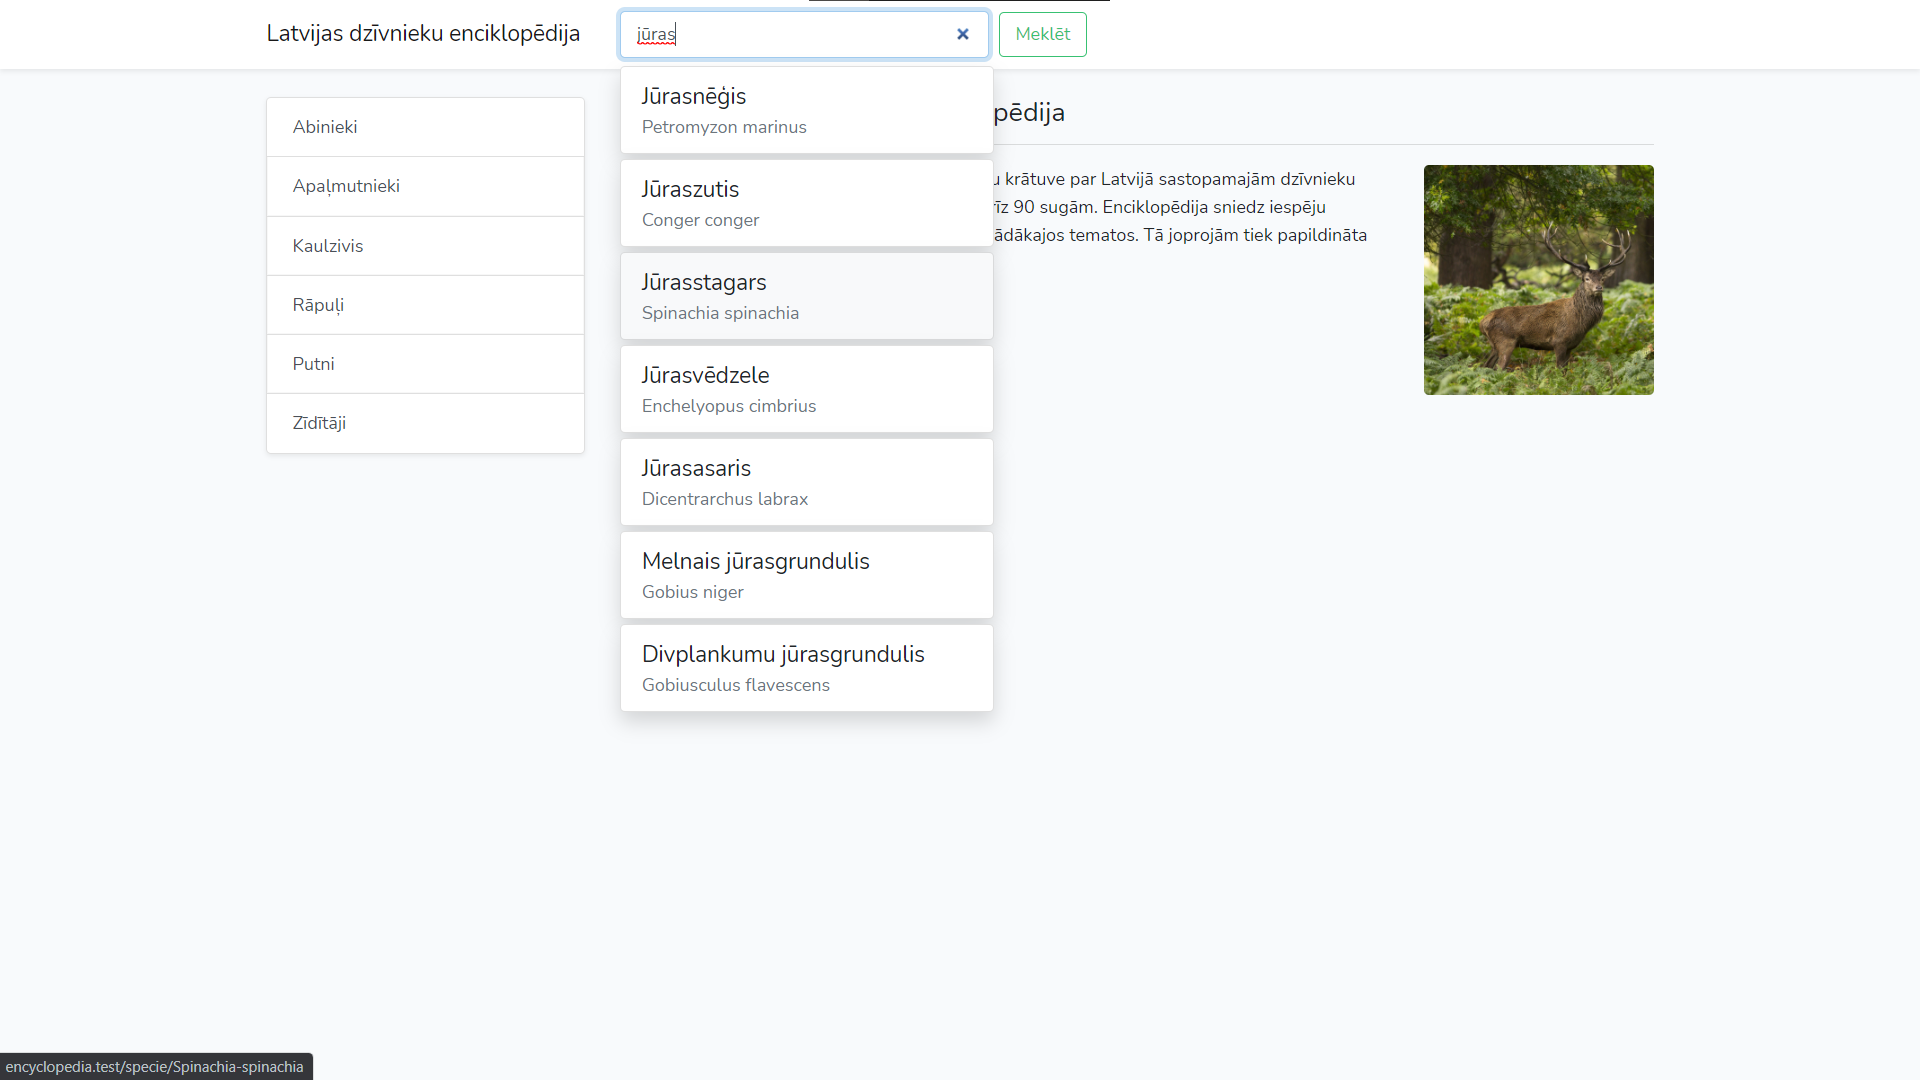 Latvijas dzīvnieku enciklopēdija
jūras
Meklēt
Abinieki
Apaļmutnieki
Kaulzivis
Rāpuļi
Putni
Zīdītāji
Jūrasnēģis
Petromyzon marinus
Jūraszutis
Conger conger
Jūrasstagars
Spinachia spinachia
Jūrasvēdzele
Enchelyopus cimbrius
Jūrasasaris
Dicentrarchus labrax
Melnais jūrasgrundulis
Gobius niger
Divplankumu jūrasgrundulis
Gobiusculus flavescens
pēdija
krātuve par Latvijā sastopamajām dzīvnieku
90 sugām. Enciklopēdija sniedz iespēju
tematos. Tā joprojām tiek papildināta
encyclopedia.test/specie/Spinachia-spinachia